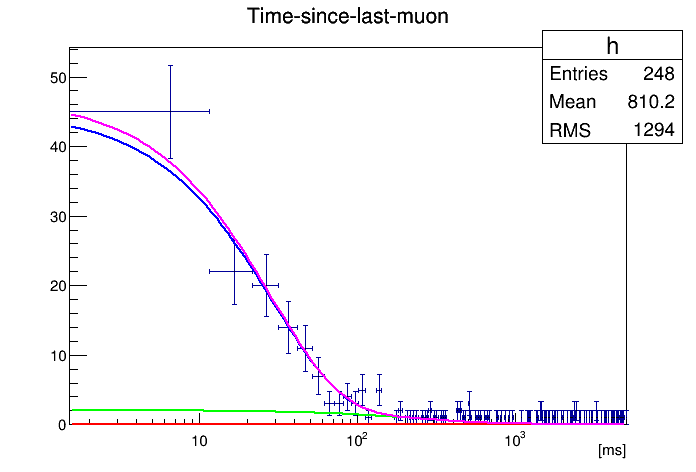 Time-since-last-muon
h
Entries 248
Mean 810.2
RMS 1294
50
40
30
20
10
0
10 10² 10³
[ms]